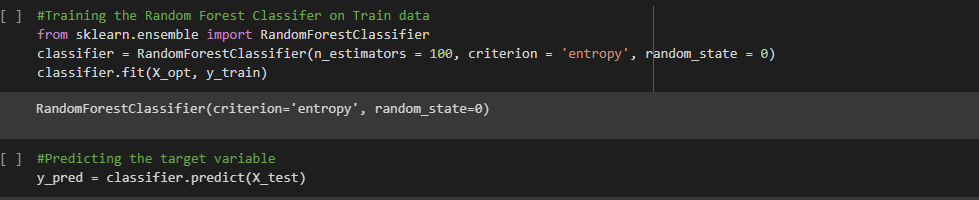 [ ] #Training the Random Forest Classifer on Train data
from sklearn.ensemble import RandomForestClassifier
classifier = RandomForestClassifier(n_estimators = 100, criterion = 'entropy', random_state = 0)
classifier.fit(X_opt, y_train)
RandomForestClassifier(criterion='entropy', random_state=0)
[ ] #Predicting the target variable
y_pred = classifier.predict(X_test)